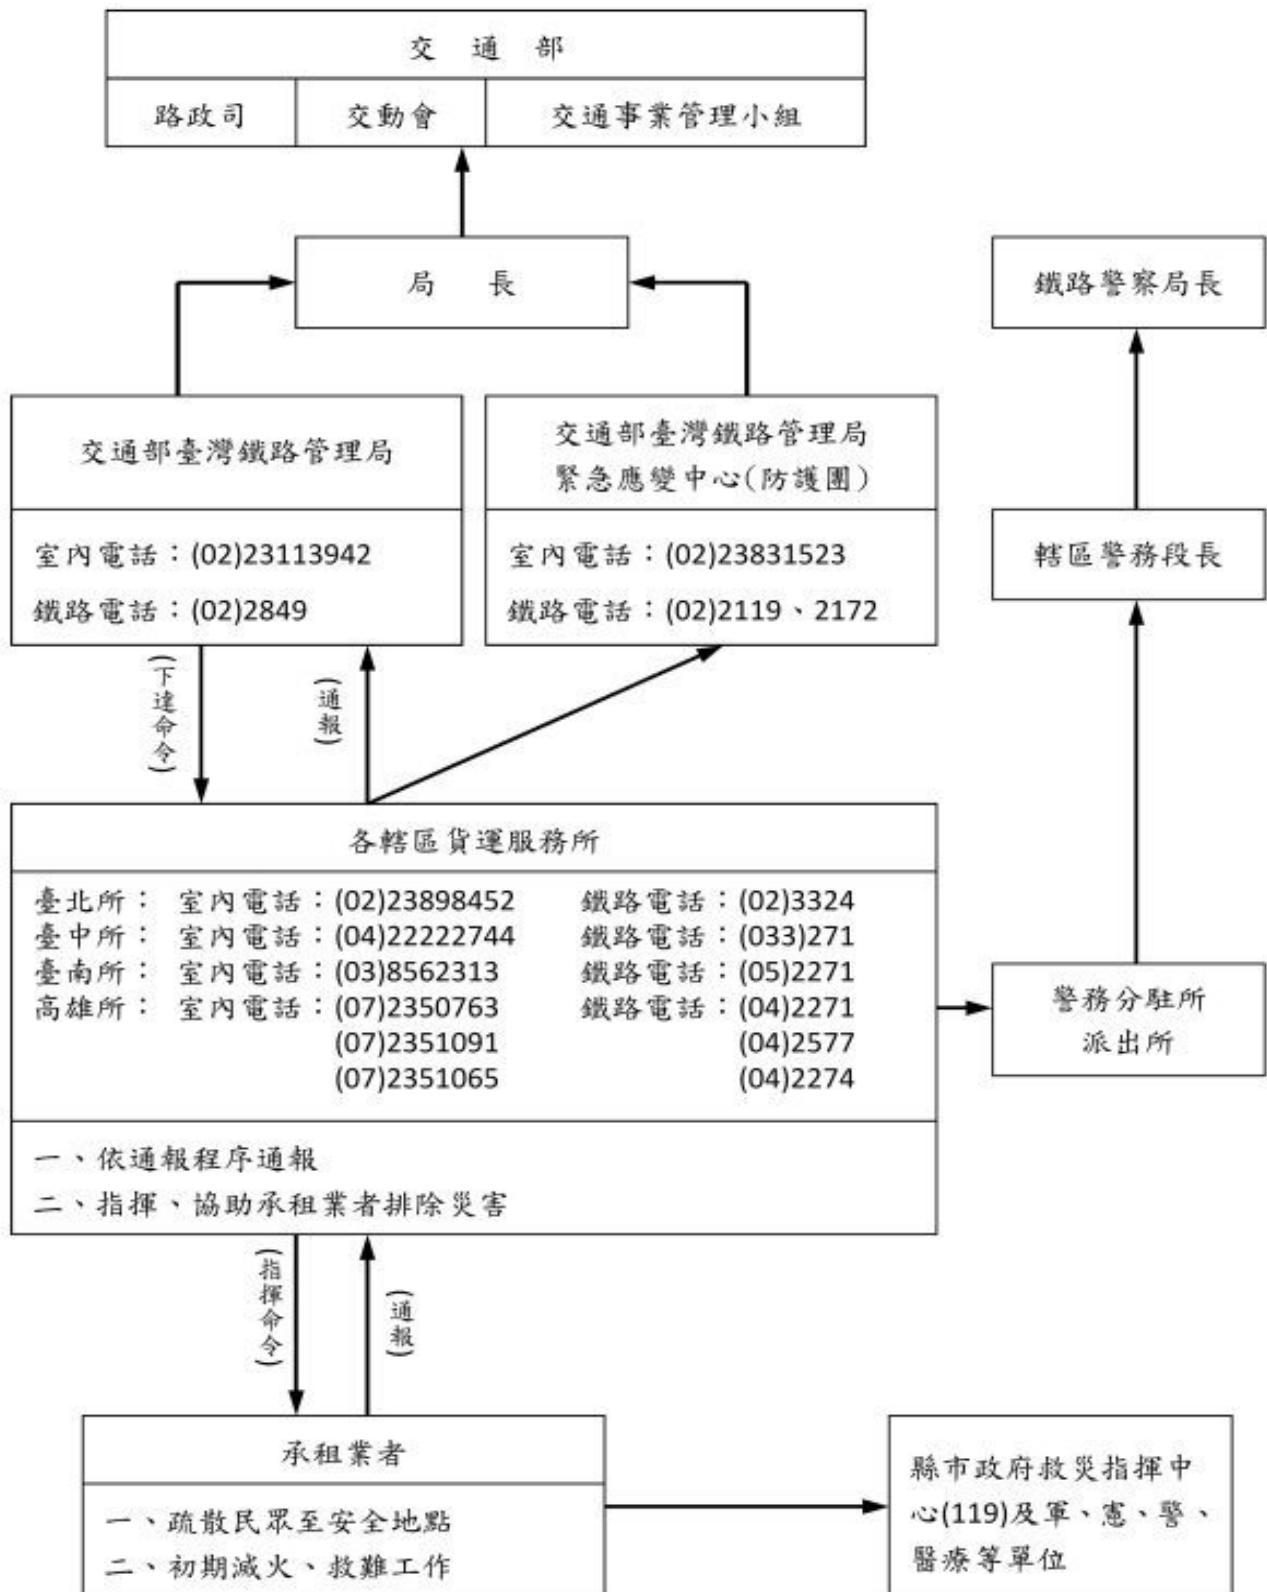 交通部
路政司 交動會 交通事業管理小組
局長
鐵路警察局長
交通部臺灣鐵路管理局
室內電話：(02)23113942
鐵路電話：(02)2849
交通部臺灣鐵路管理局
緊急應變中心(防護團)
室內電話：(02)23831523
鐵路電話：(02)2119、2172
轄區警務段長
(下達命令)
(通報)
各轄區貨運服務所
臺北所： 室內電話：(02)23898452 鐵路電話：(02)3324
臺中所： 室內電話：(04)22222744 鐵路電話：(033)271
臺南所： 室內電話：(03)8562313 鐵路電話：(05)2271
高雄所： 室內電話：(07)2350763 鐵路電話：(04)2271
(07)2351091 (04)2577
(07)2351065 (04)2274
一、依通報程序通報
二、指揮、協助承租業者排除災害
警務分駐所
派出所
(指揮命令)
(通報)
承租業者
一、疏散民眾至安全地點
二、初期滅火、救難工作
縣市政府救災指揮中
心(119)及軍、憲、警、
醫療等單位